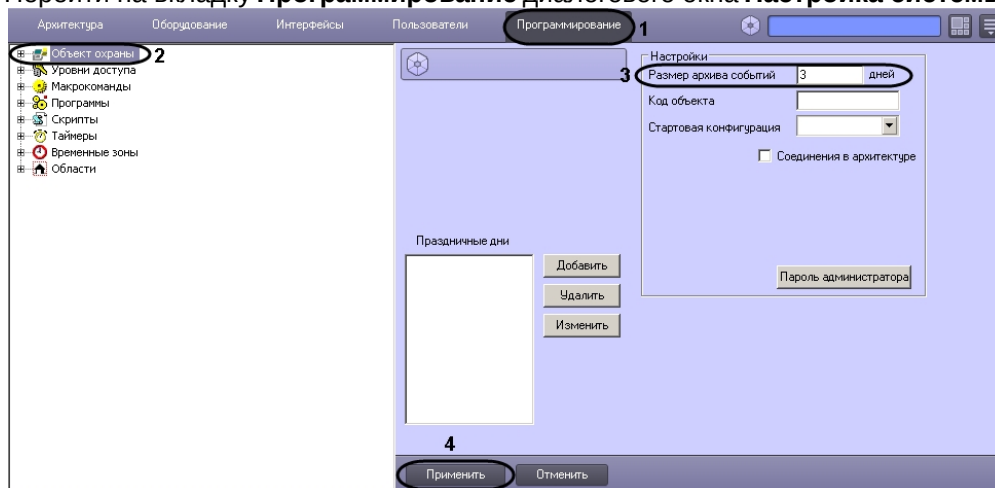 Перейти на вкладку Программирование диалогового окна Настройка системы
Архитектура Оборудование Интерфейсы Пользователи Программирование 1
Объект охраны 2
Уровни доступа
Макрокоманды
Программы
Скрипты
Таймеры
Временные зоны
Области
Настройки
3 Размер архива событий 3 дней
Код объекта
Стартовая конфигурация
Соединения в архитектуре
Пароль администратора
Праздничные дни
Добавить
Удалить
Изменить
4
Применить Отменить